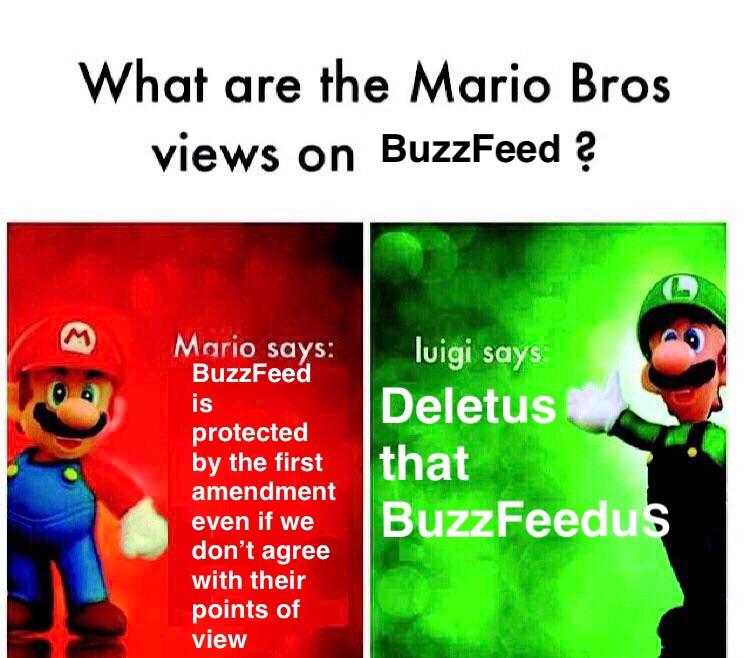 What are the Mario Bros
views on BuzzFeed ?
M
Mario says:
BuzzFeed
is
protected
by the first
amendment
even if we
don't agree
with their
points of
view
L
luigi says:
Deletus
that
BuzzFeeduS